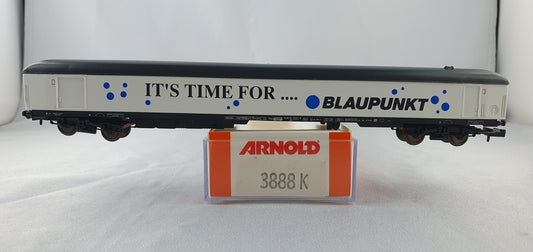 IT'S TIME FOR .... BLAUPUNKT
ARNOLD
3888 K